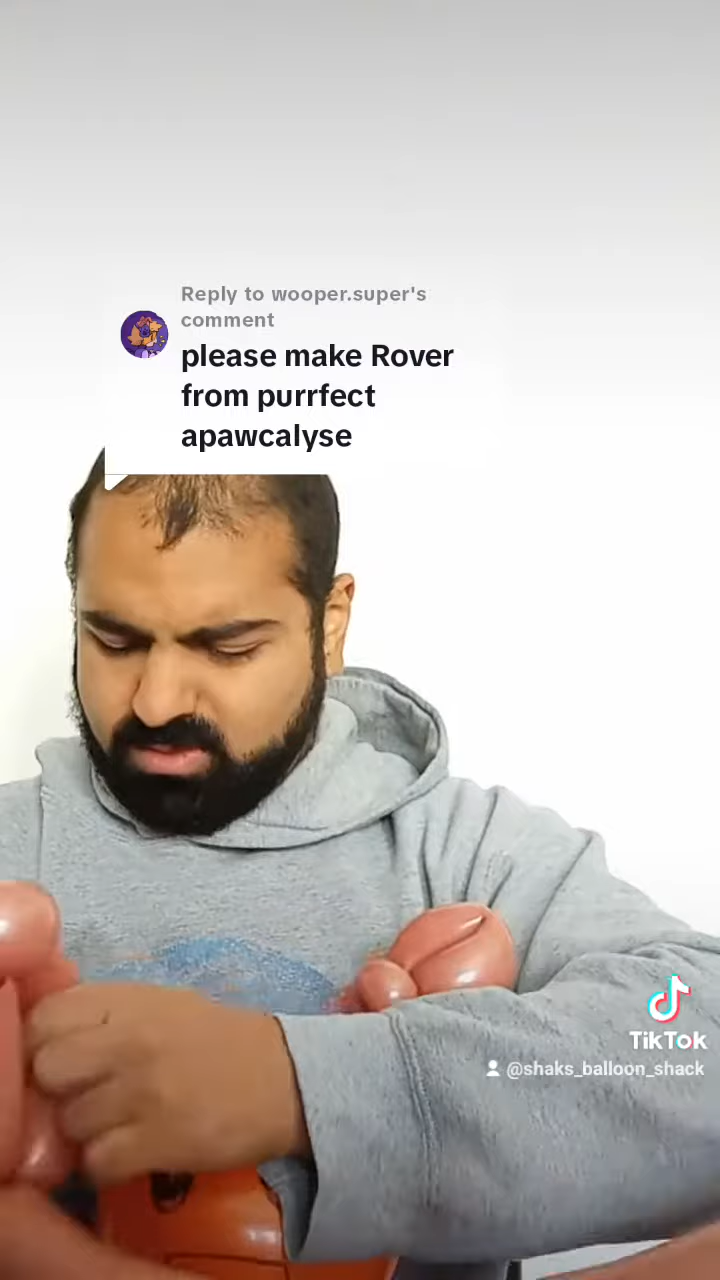 Reply to wooper.super's
comment
please make Rover
from purrfect
apawcalyse
TikTok
@shaks_balloon_shack